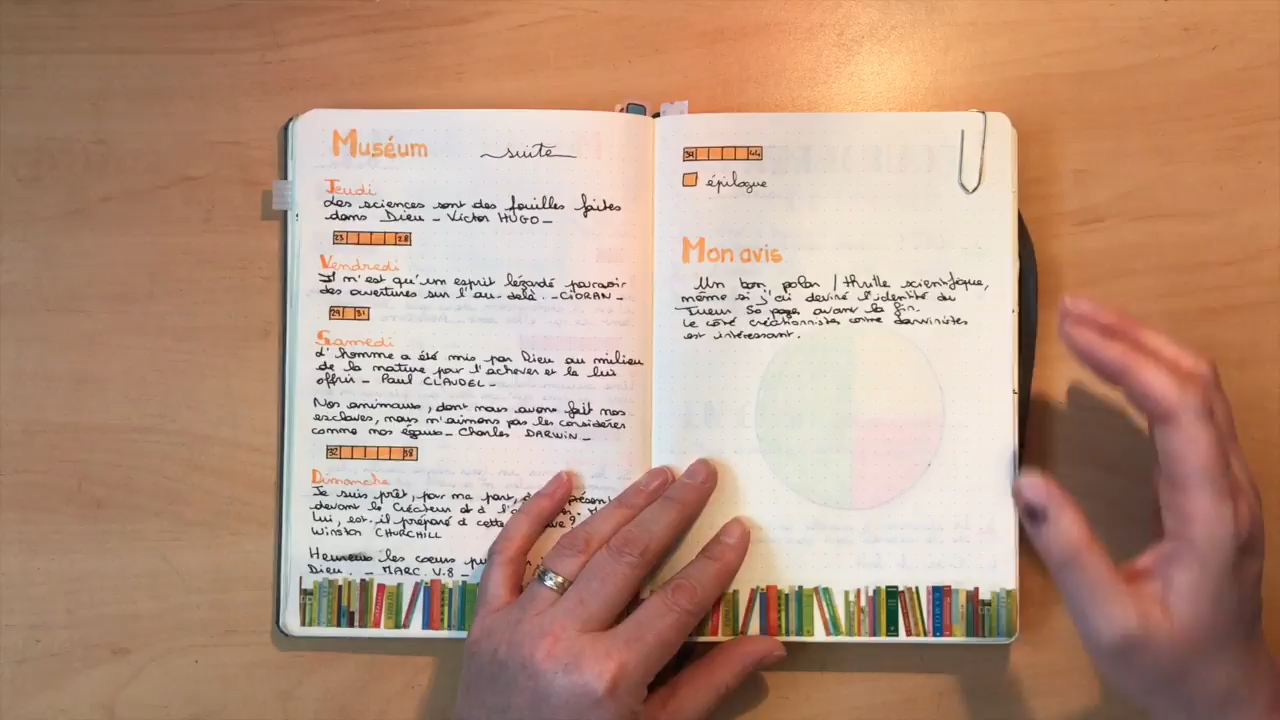 Muséum suite
Jeudi
Les sciences sont des fouilles faites
dans Dieu - Victor HUGO -
23 28
Vendredi
Il n'est qu'un esprit lézardé pour avoir
des ouvertures sur l'au-delà. - CIORAN -
29 31
Samedi
L'homme a été mis par Dieu au milieu
de la nature pour l'achever et la lui
offrir - Paul CLAUDEL -
Nos animaux, dont nous avons fait nos
esclaves, nous n'aimons pas les considérer
comme nos égaux - Charles DARWIN -
32 38
Dimanche
Je suis prêt, pour ma part,
devant le Créateur
Lui, est-il préparé à cette
Winston CHURCHILL
Heureux les coeurs
Dieu. - MARC. V.8 -
39 44
épilogue
Mon avis
Un bon polar / thrille scientifique,
même si j'ai deviné l'identité du
tueur 50 pages avant la fin.
Le côté créationnistes contre darwinistes
est intéressant.